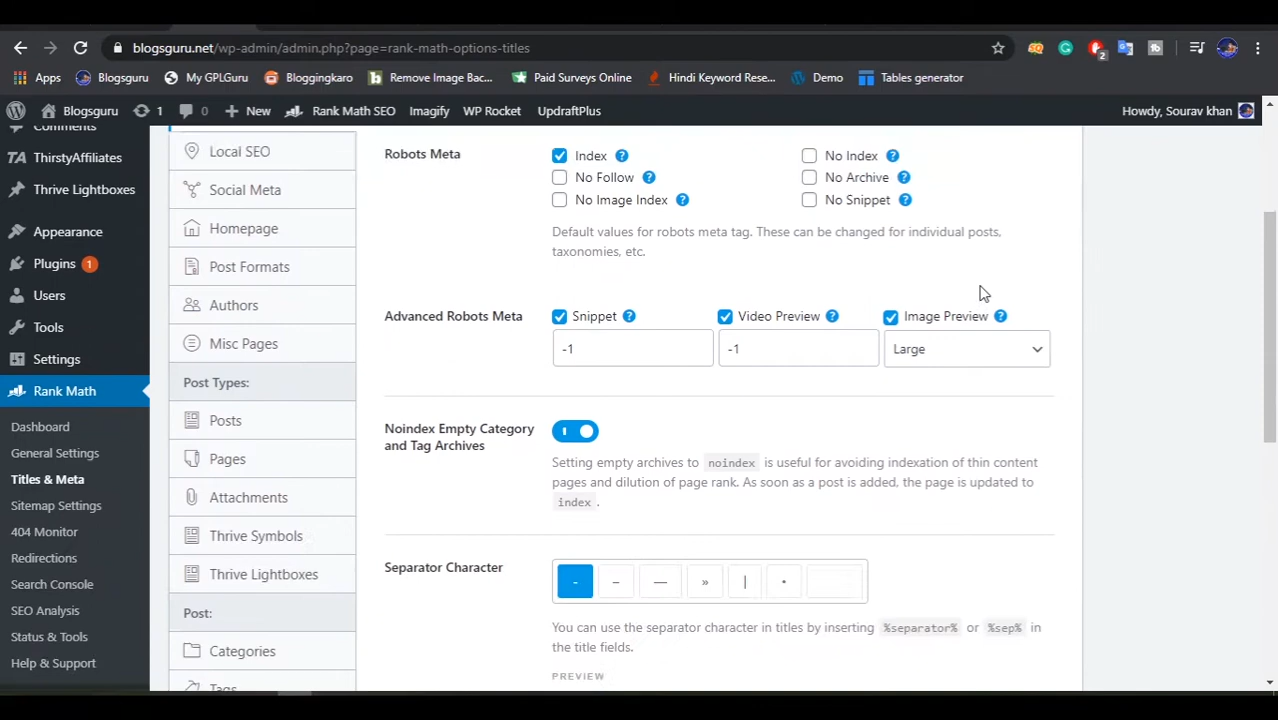 blogsguru.net/wp-admin/admin.php?page=rank-math-options-titles
2
Apps
Blogsguru
My GPLGuru
Bloggingkaro
Remove Image Bac...
Paid Surveys Online
Hindi Keyword Rese...
Demo
Tables generator
Blogsguru
1
0
New
Rank Math SEO
Imagify
WP Rocket
UpdraftPlus
Howdy, Sourav khan
Comments
TA ThirstyAffiliates
Thrive Lightboxes
Appearance
Plugins 1
Users
Tools
Settings
Rank Math
Dashboard
General Settings
Titles & Meta
Sitemap Settings
404 Monitor
Redirections
Search Console
SEO Analysis
Status & Tools
Help & Support
Local SEO
Social Meta
Homepage
Post Formats
Authors
Misc Pages
Post Types:
Posts
Pages
Attachments
Thrive Symbols
Thrive Lightboxes
Post:
Categories
Tags
Robots Meta
Index ?
No Index ?
No Follow ?
No Archive ?
No Image Index ?
No Snippet ?
Default values for robots meta tag. These can be changed for individual posts,
taxonomies, etc.
Advanced Robots Meta
Snippet ?
Video Preview ?
Image Preview ?
-1
-1
Large
Noindex Empty Category
and Tag Archives
Setting empty archives to noindex is useful for avoiding indexation of thin content
pages and dilution of page rank. As soon as a post is added, the page is updated to
index .
Separator Character
- – — » | •
You can use the separator character in titles by inserting %separator% or %sep% in
the title fields.
PREVIEW